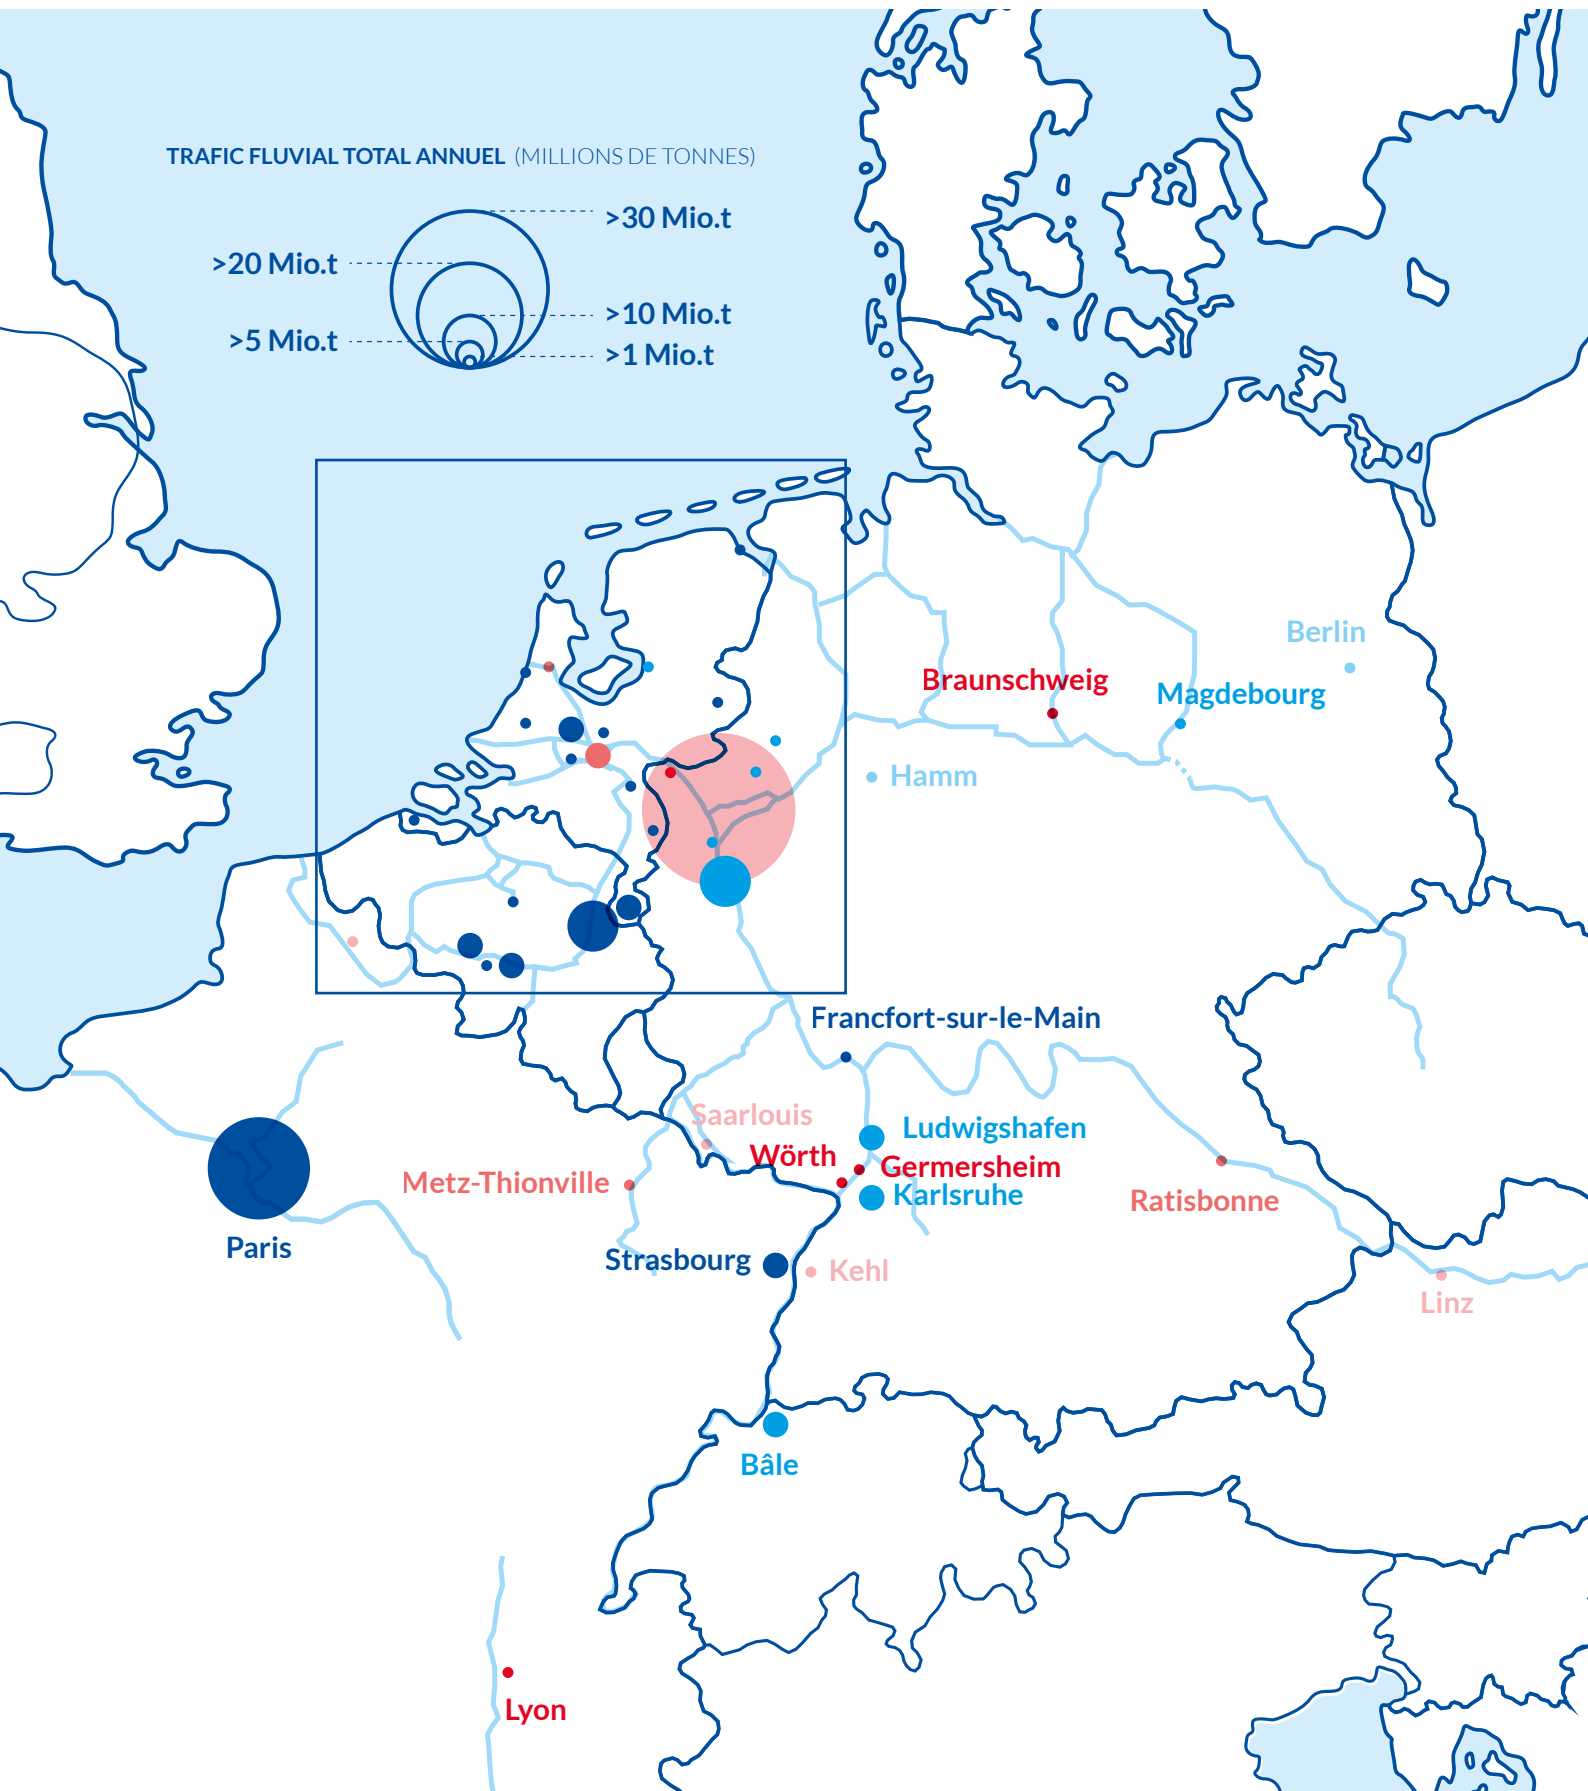 TRAFIC FLUVIAL TOTAL ANNUEL (MILLIONS DE TONNES)
>30 Mio.t
>20 Mio.t
>10 Mio.t
>5 Mio.t
>1 Mio.t
Berlin
Braunschweig
Magdebourg
Hamm
Francfort-sur-le-Main
Saarlouis
Ludwigshafen
Wörth
Germersheim
Metz-Thionville
Karlsruhe
Ratisbonne
Paris
Strasbourg
Kehl
Linz
Bâle
Lyon